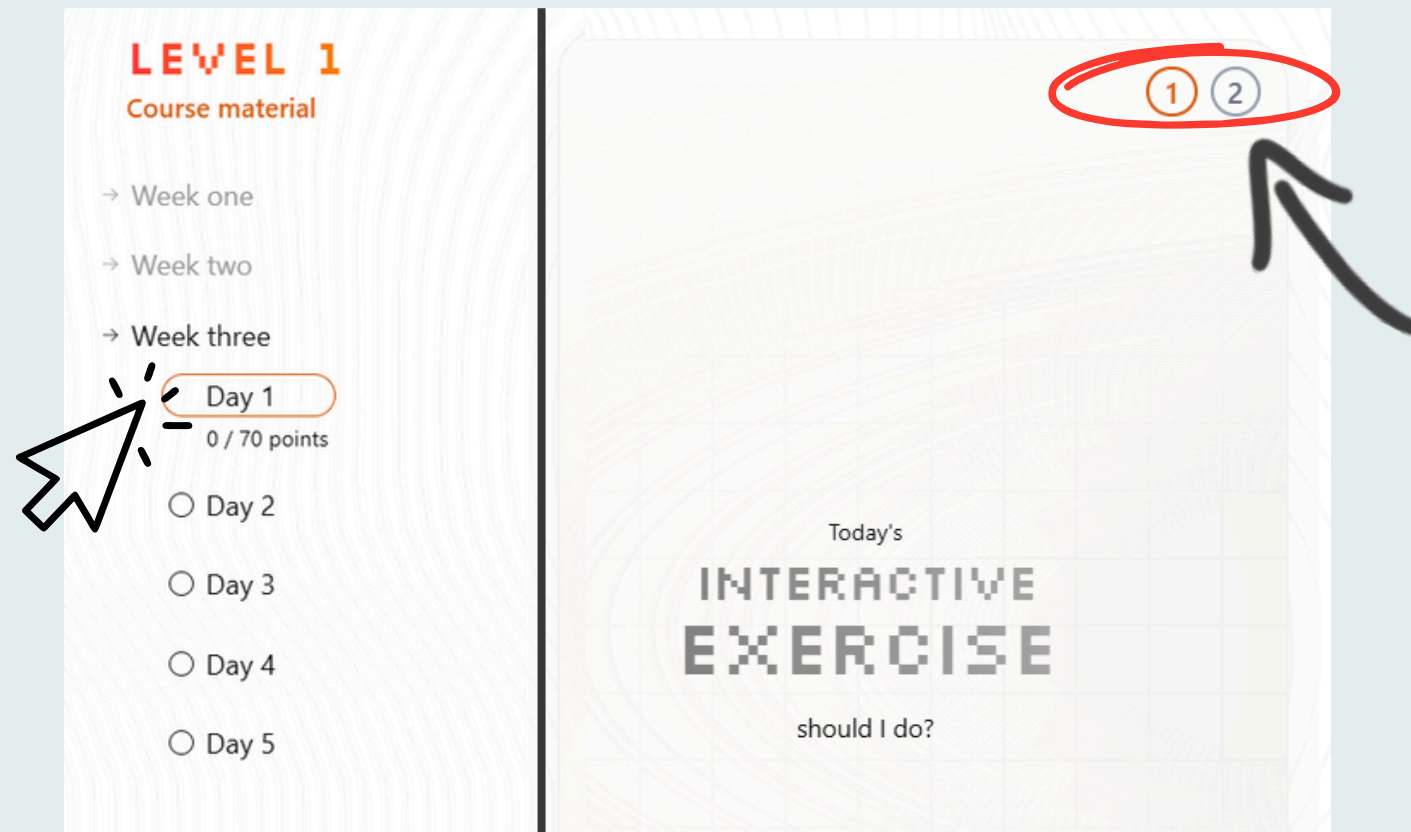 LEVEL 1
Course material
→ Week one
→ Week two
→ Week three
Day 1
0 / 70 points
Day 2
Day 3
Day 4
Day 5
1 2
Today's
INTERACTIVE
EXERCISE
should I do?